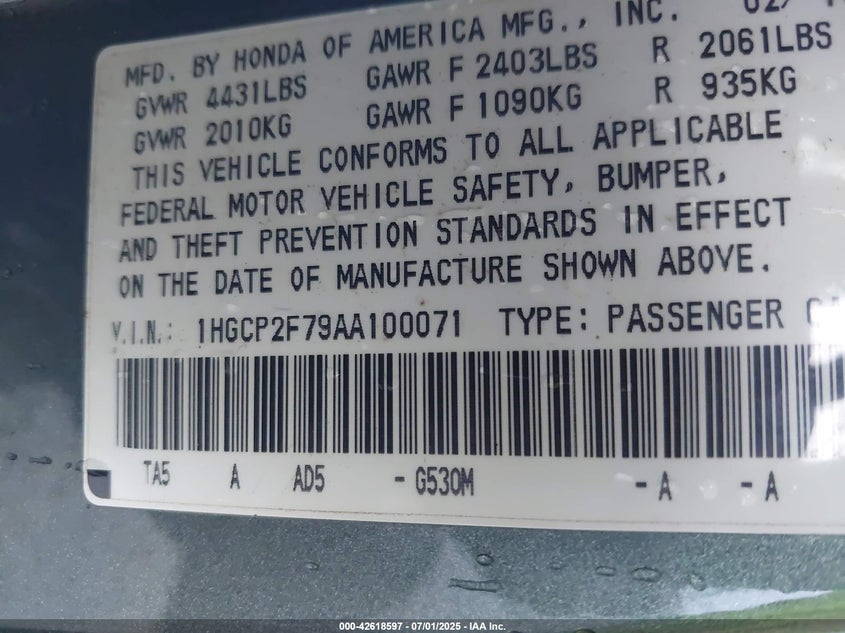 MFD. BY HONDA OF AMERICA MFG., INC. 02/
GVWR 4431LBS GAWR F 2403LBS R 2061LBS
GVWR 2010KG GAWR F 1090KG R 935KG
THIS VEHICLE CONFORMS TO ALL APPLICABLE
FEDERAL MOTOR VEHICLE SAFETY, BUMPER,
AND THEFT PREVENTION STANDARDS IN EFFECT
ON THE DATE OF MANUFACTURE SHOWN ABOVE.
V.I.N.: 1HGCP2F79AA100071 TYPE: PASSENGER
TA5 A AD5 - G530M - A - A
000-42618597 - 07/01/2025 - IAA Inc.